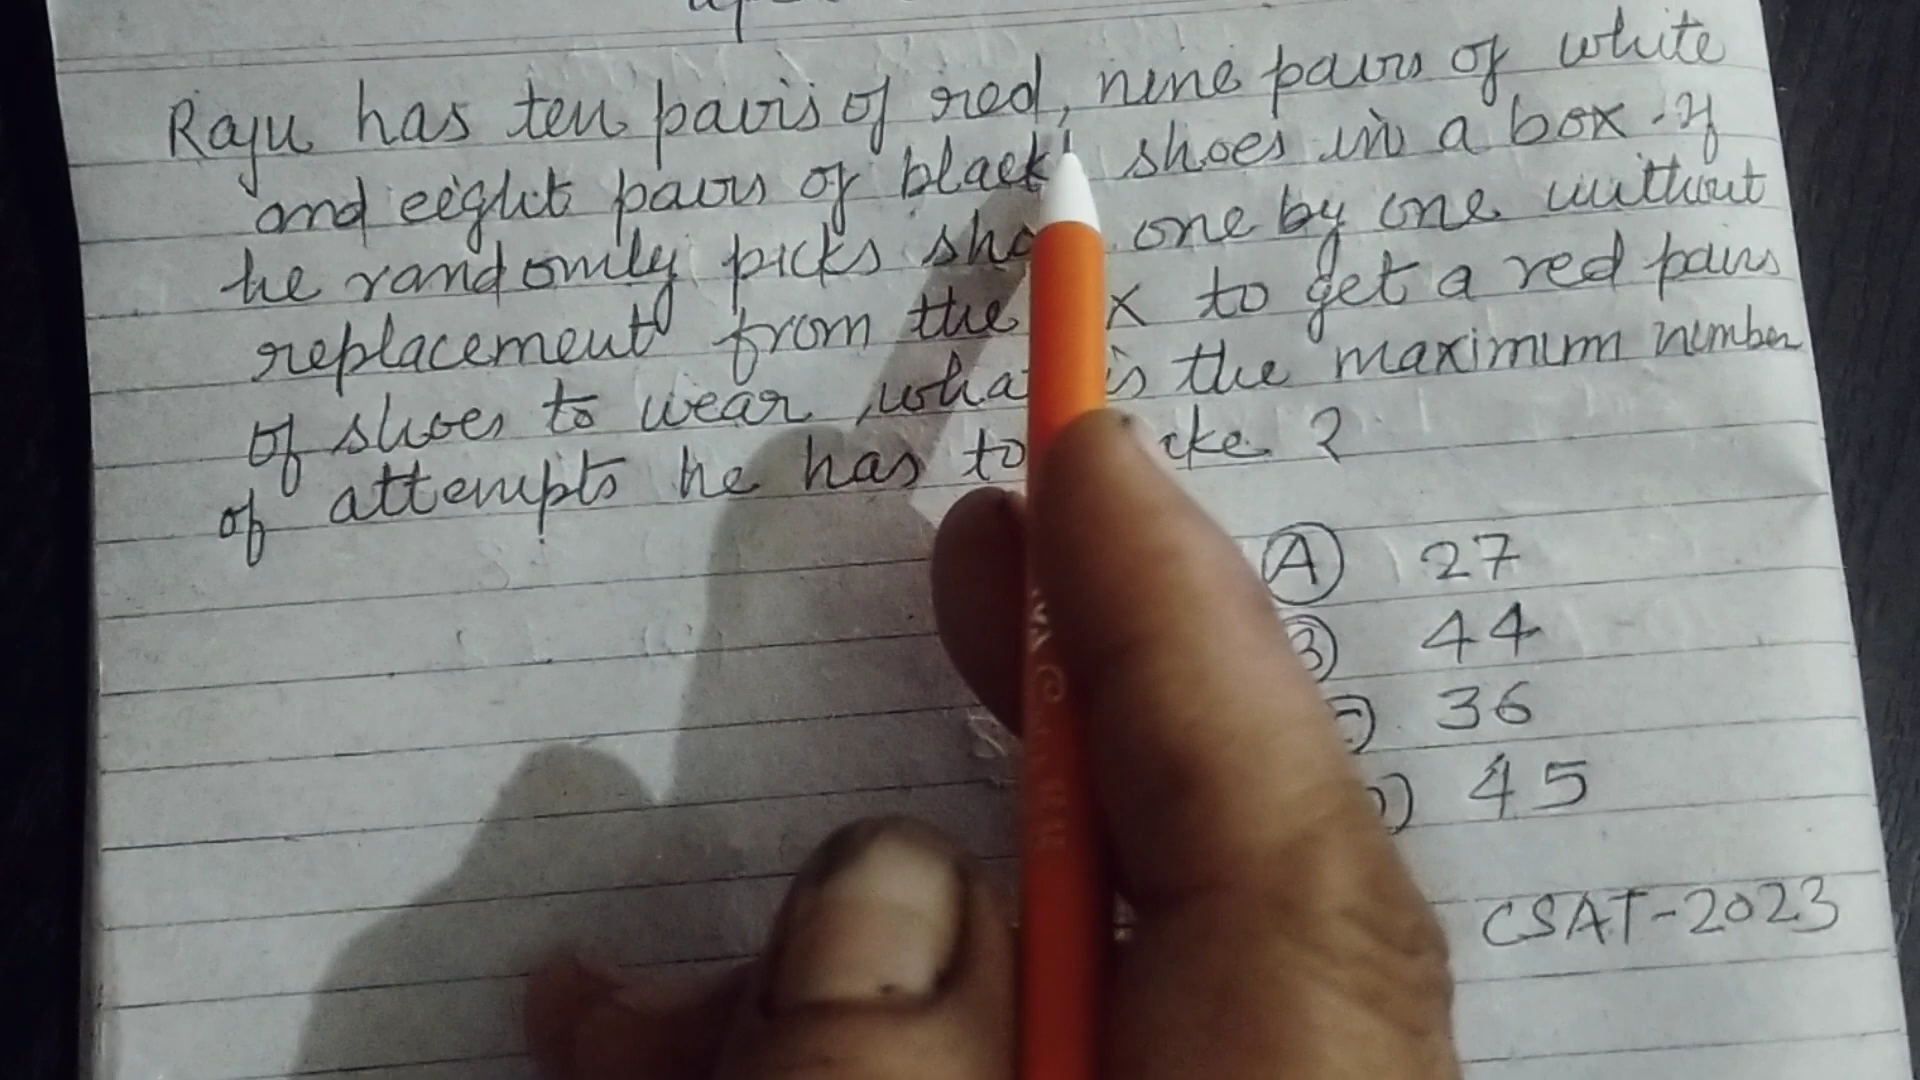 Raju has ten pairs of red, nine pairs of white
and eight pairs of black shoes in a box. If
he randomly picks one by one without
replacement from the to get a red pairs
of shoes to wear, is the maximum number
of attempts he has to ?
A 27
B 44
36
45
CSAT-2023